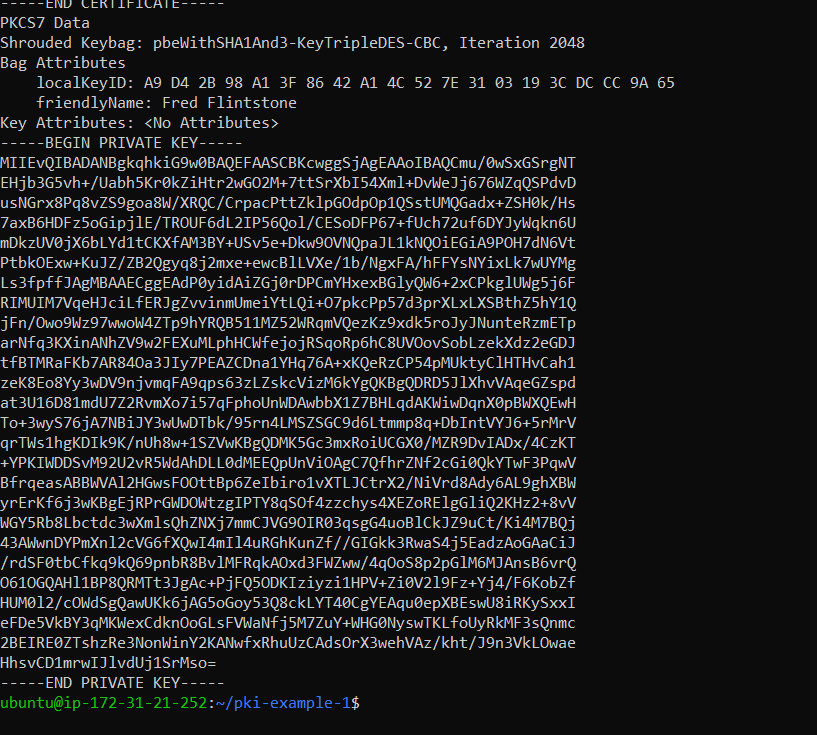 -----END CERTIFICATE-----
PKCS7 Data
Shrouded Keybag: pbeWithSHA1And3-KeyTripleDES-CBC, Iteration 2048
Bag Attributes
    localKeyID: A9 D4 2B 98 A1 3F 86 42 A1 4C 52 7E 31 03 19 3C DC CC 9A 65
    friendlyName: Fred Flintstone
Key Attributes: <No Attributes>
-----BEGIN PRIVATE KEY-----
MIIEvQIBADANBgkqhkiG9w0BAQEFAASCBKcwggSjAgEAAoIBAQCmu/0wSxGSrgNT
EHjb3G5vh+/Uabh5Kr0kZiHtr2wGO2M+7ttSrXbI54Xml+DvWeJj676WZqQSPdvD
usNGrx8Pq8vZS9goa8W/XRQC/CrpacPttZklpGOdpOp1QSstUMQGadx+ZSH0k/Hs
7axB6HDFz5oGipjlE/TROUF6dL2IP56Qol/CESoDFP67+fUch72uf6DYJyWqkn6U
mDkzUV0jX6bLYd1tCKXfAM3BY+USv5e+Dkw9OVNQpaJL1kNQOiEGiA9POH7dN6Vt
PtbkOExw+KuJZ/ZB2Qgyq8j2mxe+ewcBlLVXe/1b/NgxFA/hFFYsNYixLk7wUYMg
Ls3fpffJAgMBAAECggEAdP0yidAiZGj0rDPCmYHxexBGlyQW6+2xCPkglUWg5j6F
RIMUIM7VqeHJciLfERJgZvvinmUmeiYtLQi+O7pkcPp57d3prXLxLXSBthZ5hY1Q
jFn/Owo9Wz97wwoW4ZTp9hYRQB511MZ52WRqmVQezKz9xdk5roJyJNunteRzmETp
arNfq3KXinANhZV9w2FEXuMLphHCWfejojRSqoRp6hC8UVOovSobLzekXdz2eGDJ
tfBTMRaFKb7AR84Oa3JIy7PEAZCDna1YHq76A+xKQeRzCP54pMUktyClHTHvCah1
zeK8Eo8Yy3wDV9njvmqFA9qps63zLZskcVizM6kYgQKBgQDRD5JlXhvVAqeGZspd
at3U16D81mdU7Z2RvmXo7i57qFphoUnWDAwbbX1Z7BHLqdAKWiwDqnX0pBWXQEwH
To+3wyS76jA7NBiJY3wUwDTbk/95rn4LMSZSGC9d6Ltmmp8q+DbIntVYJ6+5rMrV
qrTWs1hgKDIk9K/nUh8w+1SZVwKBgQDMK5Gc3mxRoiUCGX0/MZR9DvIADx/4CzKT
+YPKIWDDSvM92U2vR5WdAhDLL0dMEEQpUnViOAgC7QfhrZNf2cGi0QkYTwF3PqwV
BfrqeasABBWVAl2HGwsFOOttBp6ZeIbiro1vXTLJCtrX2/NiVrd8Ady6AL9ghXBW
yrErKf6j3wKBgEjRPrGWDOWtzgIPTY8qSOf4zzchys4XEZoRElgGliQ2KHz2+8vV
WGY5Rb8Lbctdc3wXmlsQhZNXj7mmCJVG9OIR03qsgG4uoBlCkJZ9uCt/Ki4M7BQj
43AWwnDYPmXnl2cVG6fXQwI4mIl4uRGhKunZf//GIGkk3RwaS4j5EadzAoGAaCiJ
/rdSF0tbCfkq9kQ69pnbR8BvlMFRqkAOxd3FWZww/4qOoS8p2pGlM6MJAnsB6vrQ
O61OGQAHl1BP8QRMTt3JgAc+PjFQ5ODKIziyzi1HPV+Zi0V2l9Fz+Yj4/F6KobZf
HUM0l2/cOWdSgQawUKk6jAG5oGoy53Q8ckLYT40CgYEAqu0epXBEswU8iRKySxxI
eFDe5VkBY3qMKWexCdknOoGLsFVWaNfj5M7ZuY+WHG0NyswTKLfoUyRkMF3sQnmc
2BEIRE0ZTshzRe3NonWinY2KANwfxRhuUzCAdsOrX3wehVAz/kht/J9n3VkLOwae
HhsvCD1mrwIJlvdUj1SrMso=
-----END PRIVATE KEY-----
ubuntu@ip-172-31-21-252:~/pki-example-1$